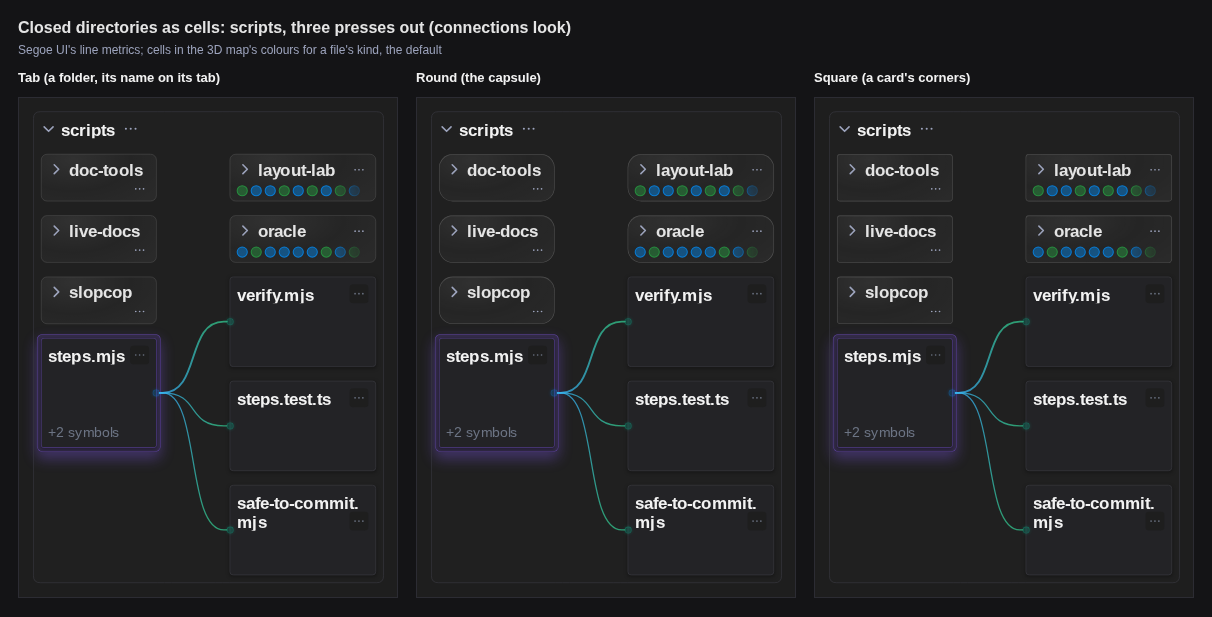 Closed directories as cells: scripts, three presses out (connections look)
Segoe UI's line metrics; cells in the 3D map's colours for a file's kind, the default
Tab (a folder, its name on its tab)
scripts ···
doc-tools
···
layout-lab ···
live-docs
···
oracle ···
slopcop
···
verify.mjs ···
steps.mjs ···
+2 symbols
steps.test.ts ···
safe-to-commit.
mjs ···
Round (the capsule)
scripts ···
doc-tools
···
layout-lab ···
live-docs
···
oracle ···
slopcop
···
verify.mjs ···
steps.mjs ···
+2 symbols
steps.test.ts ···
safe-to-commit.
mjs ···
Square (a card's corners)
scripts ···
doc-tools
···
layout-lab ···
live-docs
···
oracle ···
slopcop
···
verify.mjs ···
steps.mjs ···
+2 symbols
steps.test.ts ···
safe-to-commit.
mjs ···